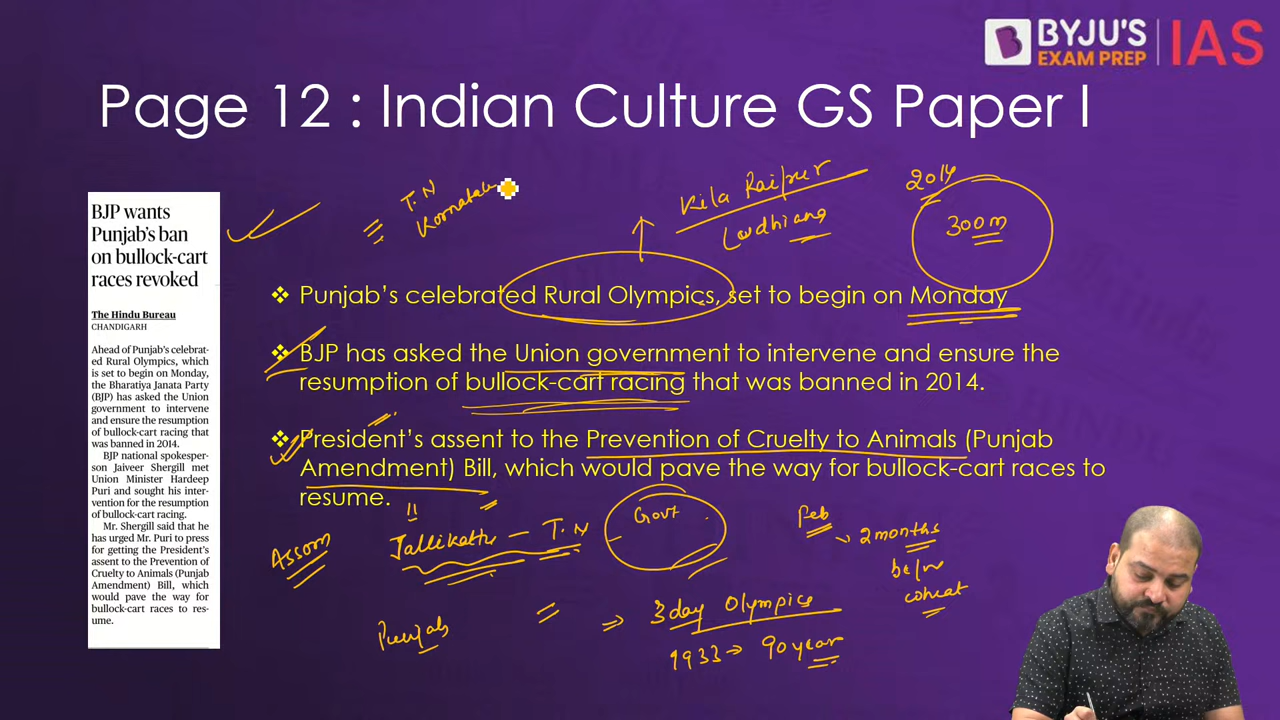 BYJU'S
EXAM PREP
IAS
Page 12 : Indian Culture GS Paper I
BJP wants
Punjab's ban
on bullock-cart
races revoked
The Hindu Bureau
CHANDIGARH
Ahead of Punjab's celebrat-
ed Rural Olympics, which
is set to begin on Monday,
the Bharatiya Janata Party
(BJP) has asked the Union
government to intervene
and ensure the resumption
of bullock-cart racing that
was banned in 2014.
BJP national spokesper-
son Jaiveer Shergill met
Union Minister Hardeep
Puri and sought his inter-
vention for the resumption
of bullock-cart racing.
Mr. Shergill said that he
has urged Mr. Puri to press
for getting the President's
assent to the Prevention of
Cruelty to Animals (Punjab
Amendment) Bill, which
would pave the way for
bullock-cart races to res-
ume.
T.N
Karnataka
Kila Raipur
Ludhiana
2014
300m
❖ Punjab's celebrated Rural Olympics, set to begin on Monday
❖ BJP has asked the Union government to intervene and ensure the
resumption of bullock-cart racing that was banned in 2014.
❖ President's assent to the Prevention of Cruelty to Animals (Punjab
Amendment) Bill, which would pave the way for bullock-cart races to
resume.
Assam
Jallikattu - T.N
Govt
Feb
2 months
be/w
Punjab
3 day Olympics
1933 → 90 year